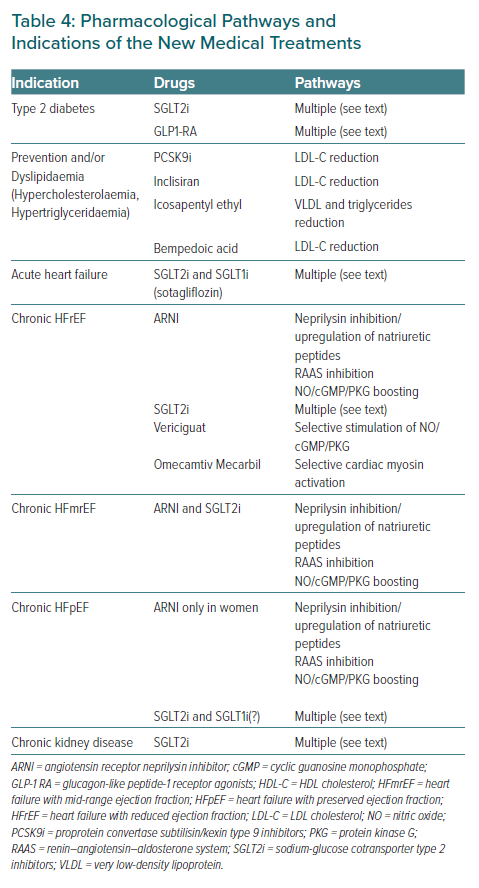 Table 4: Pharmacological Pathways and
Indications of the New Medical Treatments
Indication Drugs Pathways
Type 2 diabetes SGLT2i Multiple (see text)
GLP1-RA Multiple (see text)
Prevention and/or PCSK9i LDL-C reduction
Dyslipidaemia
(Hypercholesterolaemia, Inclisiran LDL-C reduction
Hypertriglyceridaemia) Icosapentyl ethyl VLDL and triglycerides
reduction
Bempedoic acid LDL-C reduction
Acute heart failure SGLT2i and SGLT1i Multiple (see text)
(sotagliflozin)
Chronic HFrEF ARNI Neprilysin inhibition/
upregulation of natriuretic
peptides
RAAS inhibition
NO/cGMP/PKG boosting
SGLT2i Multiple (see text)
Vericiguat Selective stimulation of NO/
cGMP/PKG
Omecamtiv Mecarbil Selective cardiac myosin
activation
Chronic HFmrEF ARNI and SGLT2i Neprilysin inhibition/
upregulation of natriuretic
peptides
RAAS inhibition
NO/cGMP/PKG boosting
Chronic HFpEF ARNI only in women Neprilysin inhibition/
upregulation of natriuretic
peptides
RAAS inhibition
NO/cGMP/PKG boosting
SGLT2i and SGLT1i(?) Multiple (see text)
Chronic kidney disease SGLT2i Multiple (see text)
ARNI = angiotensin receptor neprilysin inhibitor; cGMP = cyclic guanosine monophosphate;
GLP-1 RA = glucagon-like peptide-1 receptor agonists; HDL-C = HDL cholesterol; HFmrEF = heart
failure with mid-range ejection fraction; HFpEF = heart failure with preserved ejection fraction;
HFrEF = heart failure with reduced ejection fraction; LDL-C = LDL cholesterol; NO = nitric oxide;
PCSK9i = proprotein convertase subtilisin/kexin type 9 inhibitors; PKG = protein kinase G;
RAAS = renin–angiotensin–aldosterone system; SGLT2i = sodium-glucose cotransporter type 2
inhibitors; VLDL = very low-density lipoprotein.